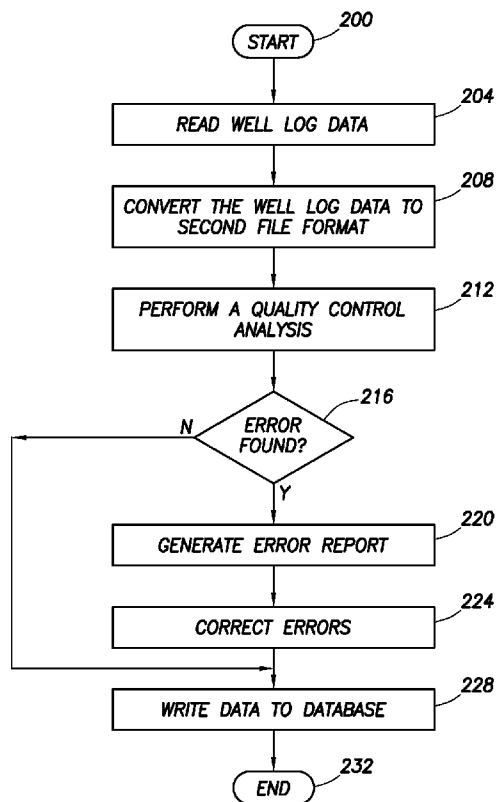 200
START
204
READ WELL LOG DATA
208
CONVERT THE WELL LOG DATA TO
SECOND FILE FORMAT
212
PERFORM A QUALITY CONTROL
ANALYSIS
216
ERROR
FOUND?
N
Y
220
GENERATE ERROR REPORT
224
CORRECT ERRORS
228
WRITE DATA TO DATABASE
232
END